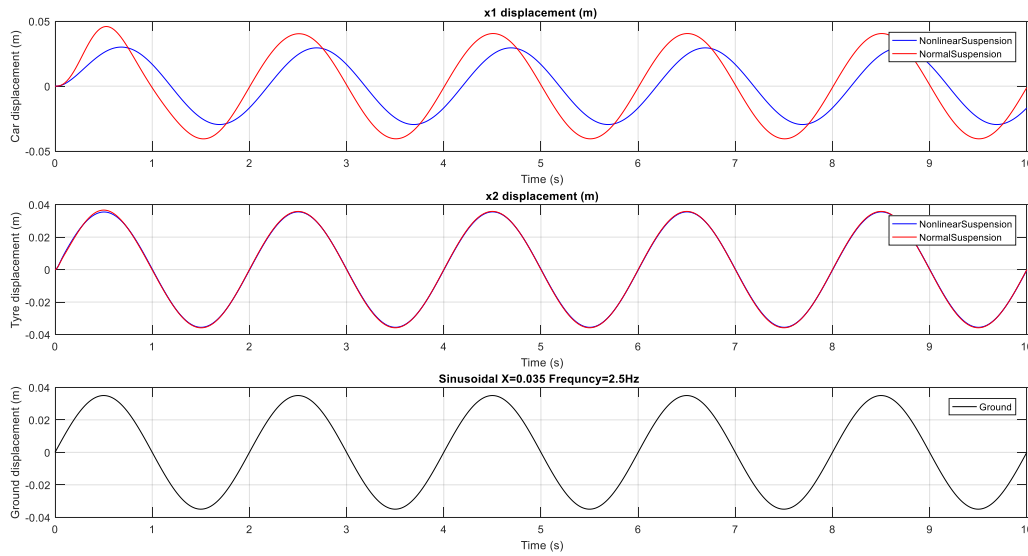 x1 displacement (m)
Car displacement (m)
0.05
0
-0.05
NonlinearSuspension
NormalSuspension
0 1 2 3 4 5 6 7 8 9 10
Time (s)
x2 displacement (m)
Tyre displacement (m)
0.04
0.02
0
-0.02
-0.04
NonlinearSuspension
NormalSuspension
0 1 2 3 4 5 6 7 8 9 10
Time (s)
Sinusoidal X=0.035 Frequncy=2.5Hz
Ground displacement (m)
0.04
0.02
0
-0.02
-0.04
Ground
0 1 2 3 4 5 6 7 8 9 10
Time (s)